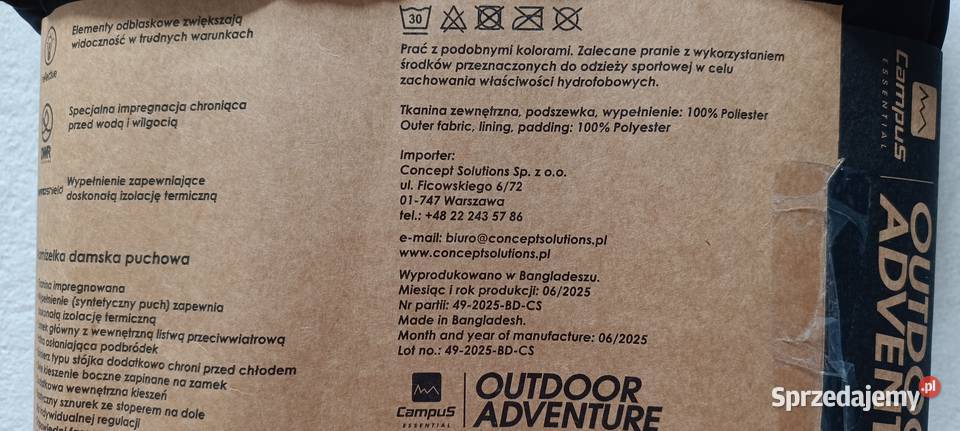 Elementy odblaskowe zwiększają
widoczność w trudnych warunkach
Specjalna impregnacja chroniąca
przed wodą i wilgocią
DWR
Wypełnienie zapewniające
doskonałą izolację termiczną
damska puchowa
impregnowana
(syntetyczny puch) zapewnia
izolację termiczną
główny z wewnętrzną listwą przeciwwiatrową
osłaniająca podbródek
typu stójka dodatkowo chroni przed chłodem
kieszenie boczne zapinane na zamek
wewnętrzna kieszeń
sznurek ze stoperem na dole
indywidualnej regulacji
30
Prać z podobnymi kolorami. Zalecane pranie z wykorzystaniem
środków przeznaczonych do odzieży sportowej w celu
zachowania właściwości hydrofobowych.
Tkanina zewnętrzna, podszewka, wypełnienie: 100% Poliester
Outer fabric, lining, padding: 100% Polyester
Importer:
Concept Solutions Sp. z o.o.
ul. Ficowskiego 6/72
01-747 Warszawa
tel.: +48 22 243 57 86
e-mail: biuro@conceptsolutions.pl
www.conceptsolutions.pl
Wyprodukowano w Bangladeszu.
Miesiąc i rok produkcji: 06/2025
Nr partii: 49-2025-BD-CS
Made in Bangladesh.
Month and year of manufacture: 06/2025
Lot no.: 49-2025-BD-CS
CampuS
ESSENTIAL
OUTDOOR
ADVENTURE
CampuS
ESSENTIAL
OUTDOO
ADVENT
Sprzedajemy.pl